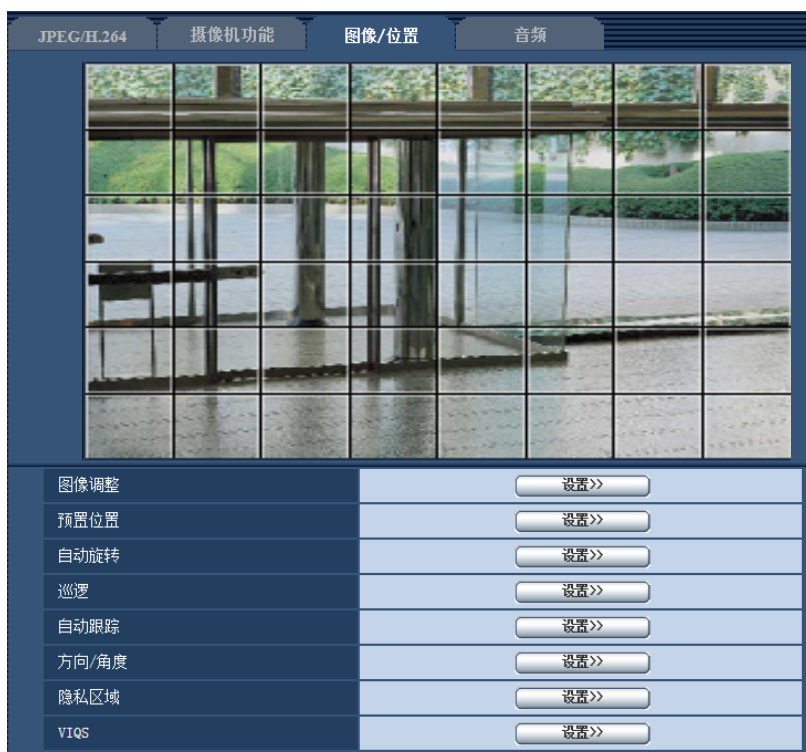 JPEG/H.264 摄像机功能 图像/位置 音频
图像调整 设置>>
预置位置 设置>>
自动旋转 设置>>
巡逻 设置>>
自动跟踪 设置>>
方向/角度 设置>>
隐私区域 设置>>
VIQS 设置>>